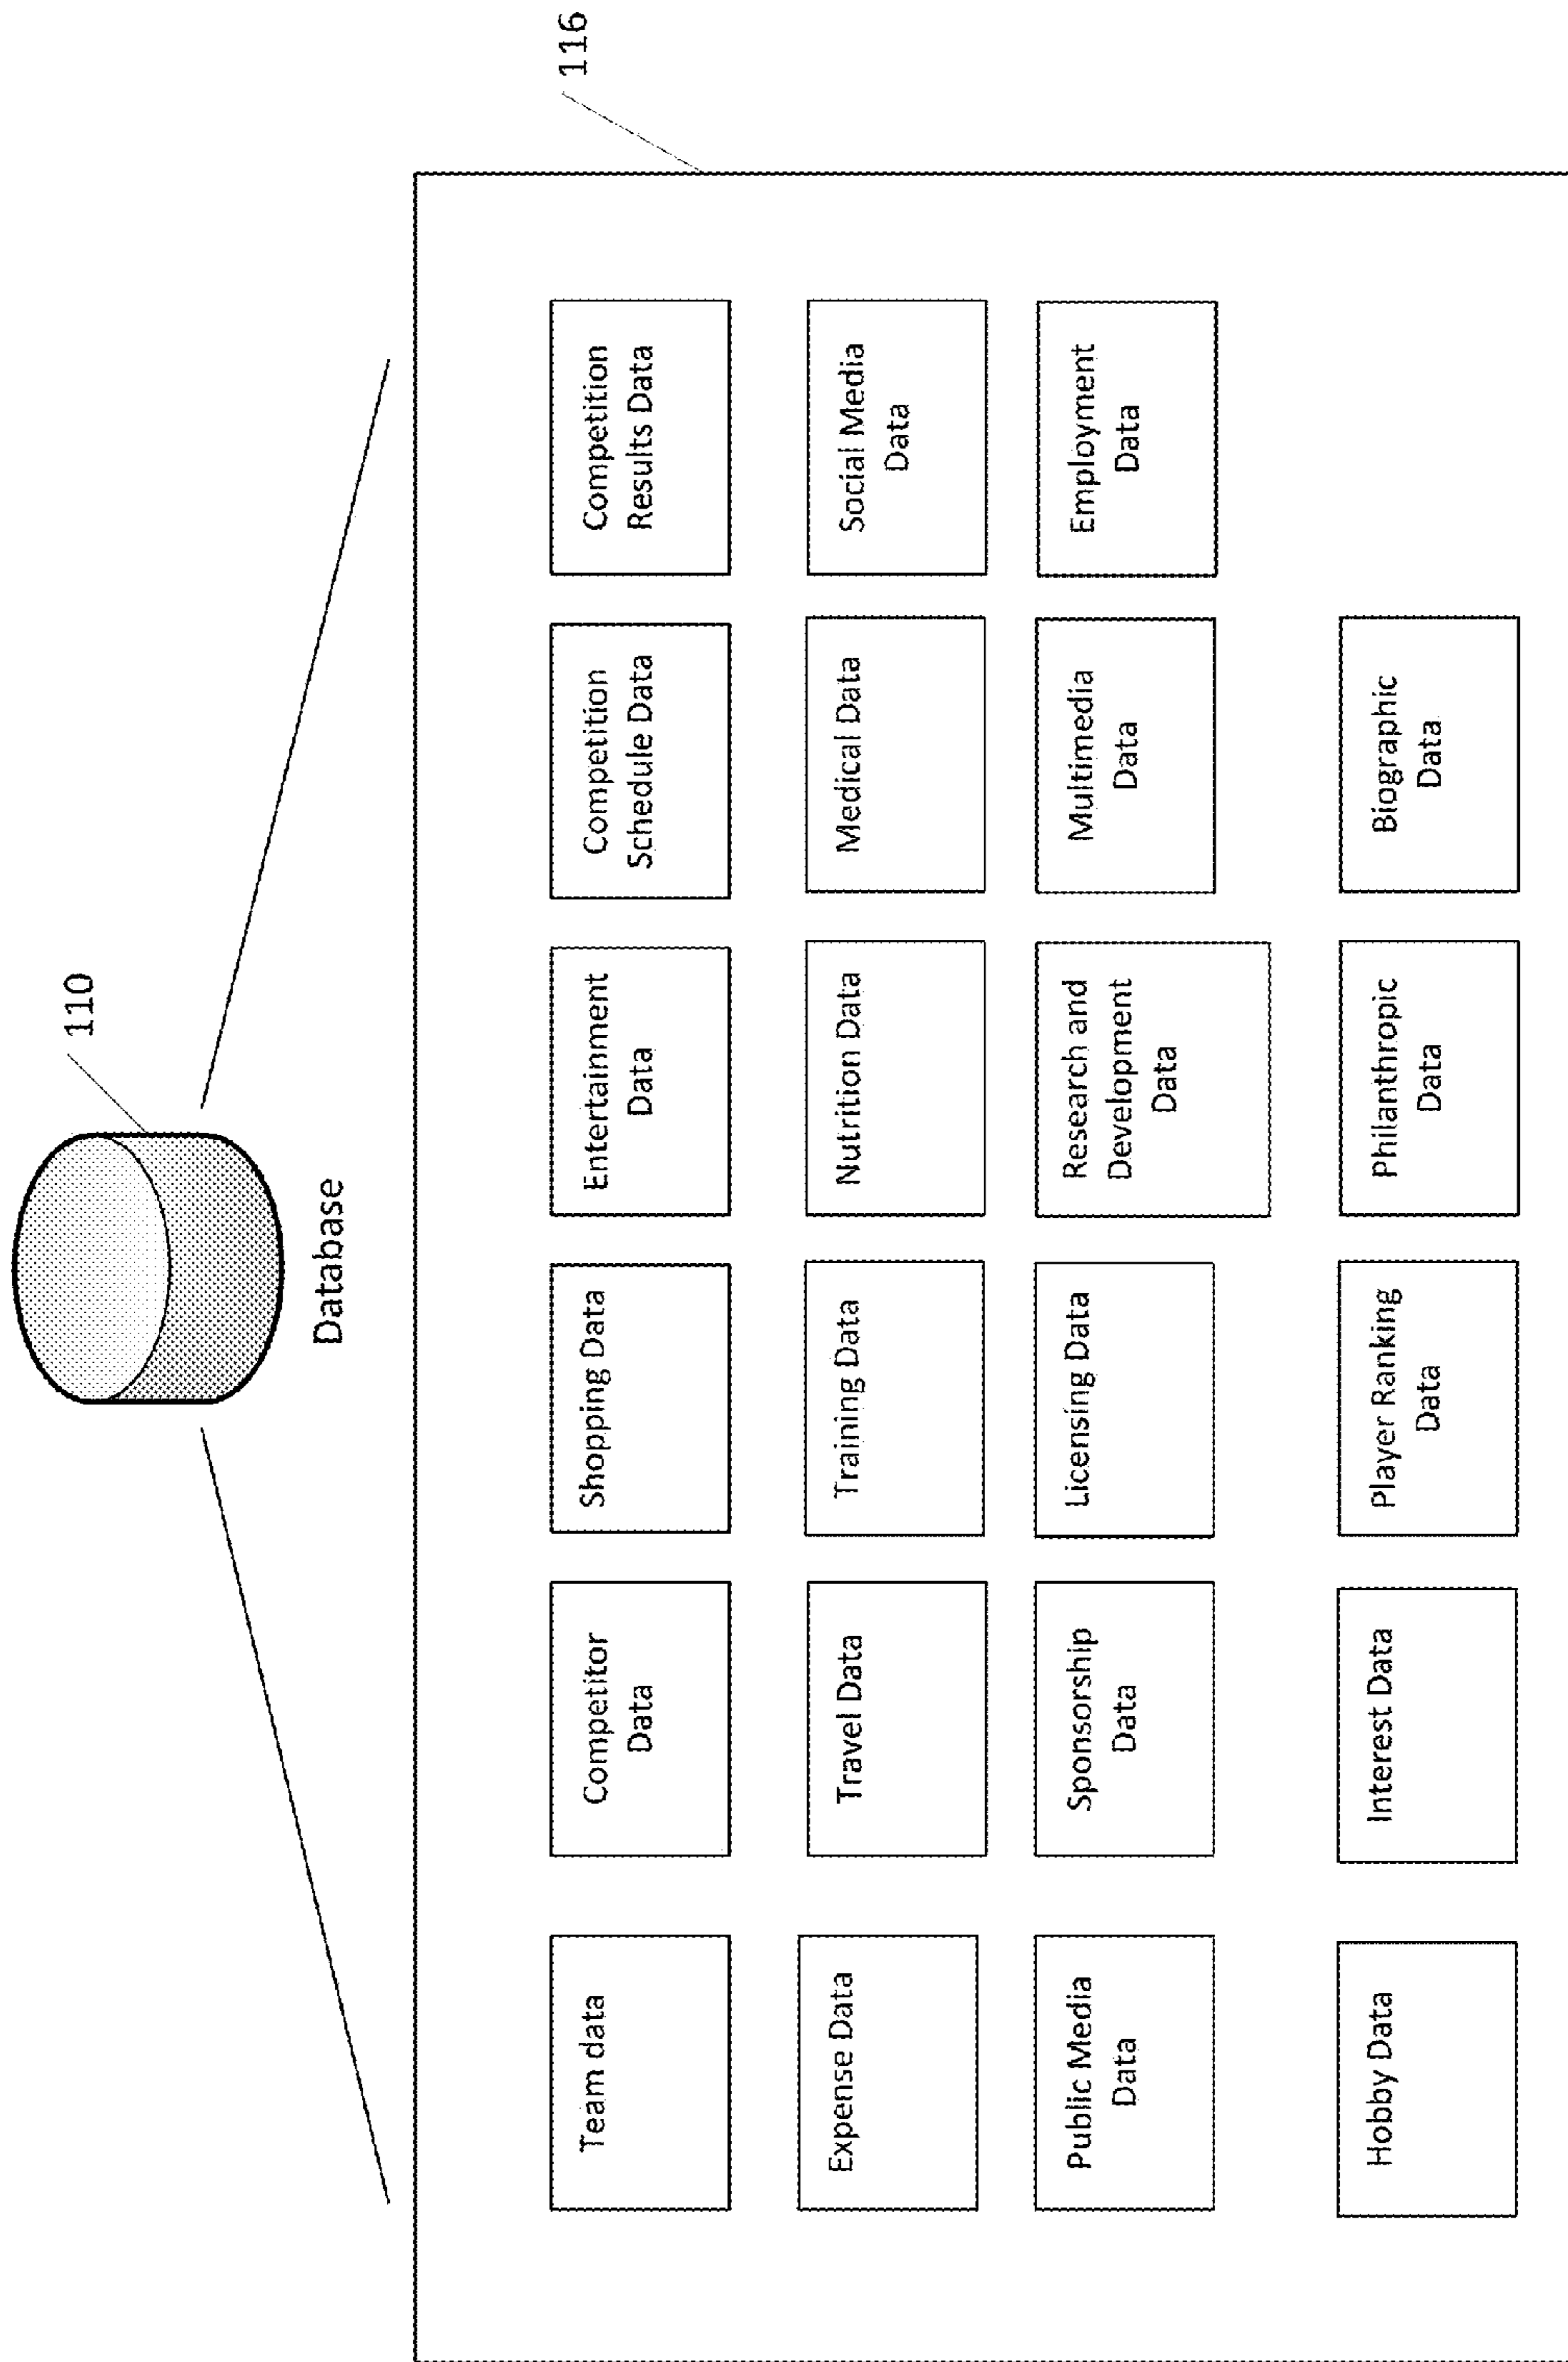 110
Database
116
Team data
Competitor
Data
Shopping Data
Entertainment
Data
Competition
Schedule Data
Competition
Results Data
Expense Data
Travel Data
Training Data
Nutrition Data
Medical Data
Social Media
Data
Public Media
Data
Sponsorship
Data
Licensing Data
Research and
Development
Data
Multimedia
Data
Employment
Data
Hobby Data
Interest Data
Player Ranking
Data
Philanthropic
Data
Biographic
Data